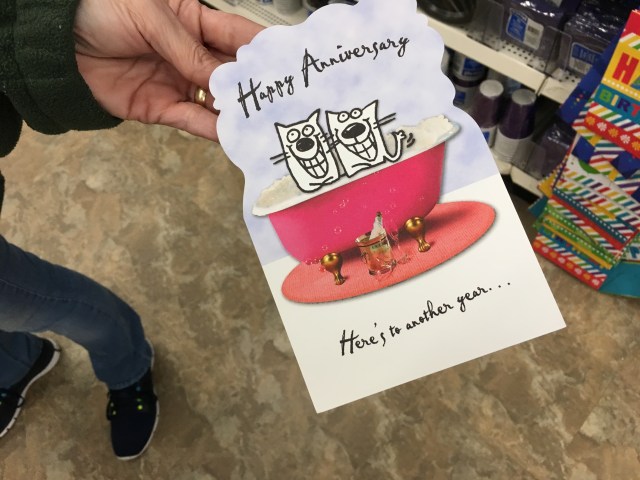 Happy Anniversary
Here's to another year...